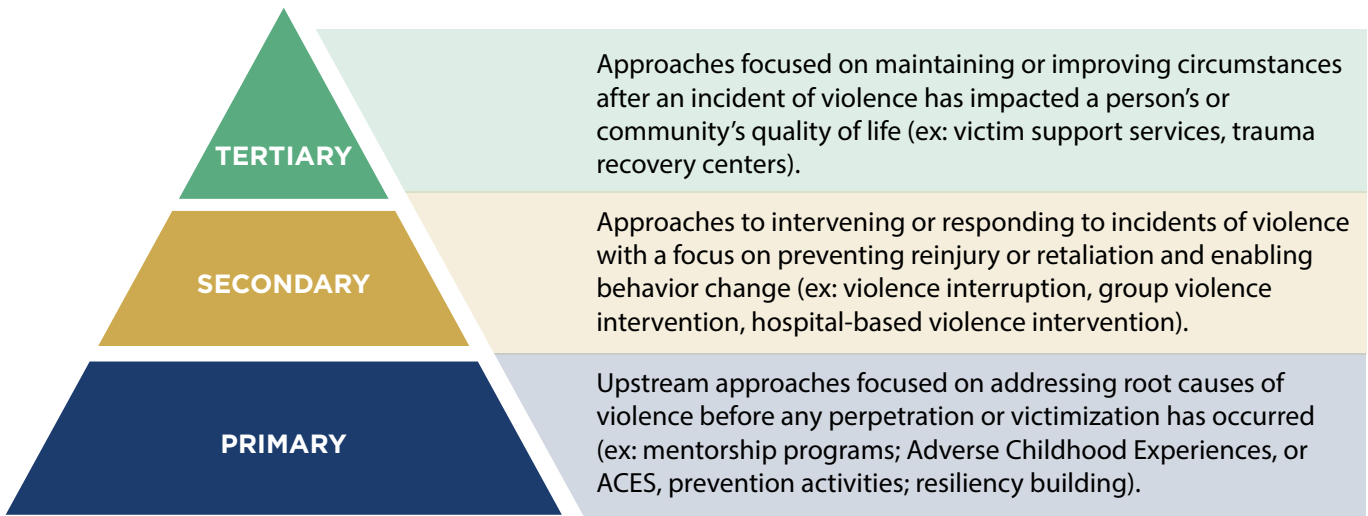 TERTIARY
Approaches focused on maintaining or improving circumstances
after an incident of violence has impacted a person's or
community's quality of life (ex: victim support services, trauma
recovery centers).
SECONDARY
Approaches to intervening or responding to incidents of violence
with a focus on preventing reinjury or retaliation and enabling
behavior change (ex: violence interruption, group violence
intervention, hospital-based violence intervention).
PRIMARY
Upstream approaches focused on addressing root causes of
violence before any perpetration or victimization has occurred
(ex: mentorship programs; Adverse Childhood Experiences, or
ACES, prevention activities; resiliency building).